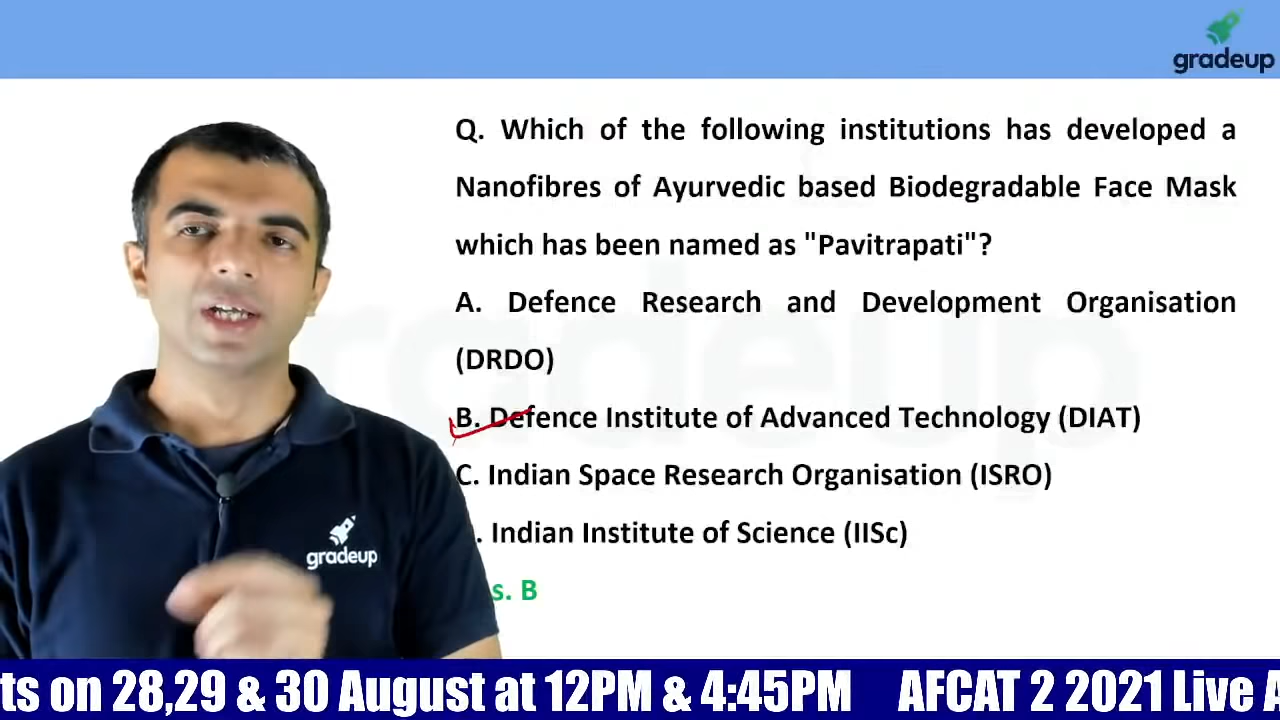 gradeup
Q. Which of the following institutions has developed a
Nanofibres of Ayurvedic based Biodegradable Face Mask
which has been named as "Pavitrapati"?
A. Defence Research and Development Organisation
(DRDO)
B. Defence Institute of Advanced Technology (DIAT)
C. Indian Space Research Organisation (ISRO)
. Indian Institute of Science (IISc)
s. B
gradeup
ts on 28,29 & 30 August at 12PM & 4:45PM AFCAT 2 2021 Live A